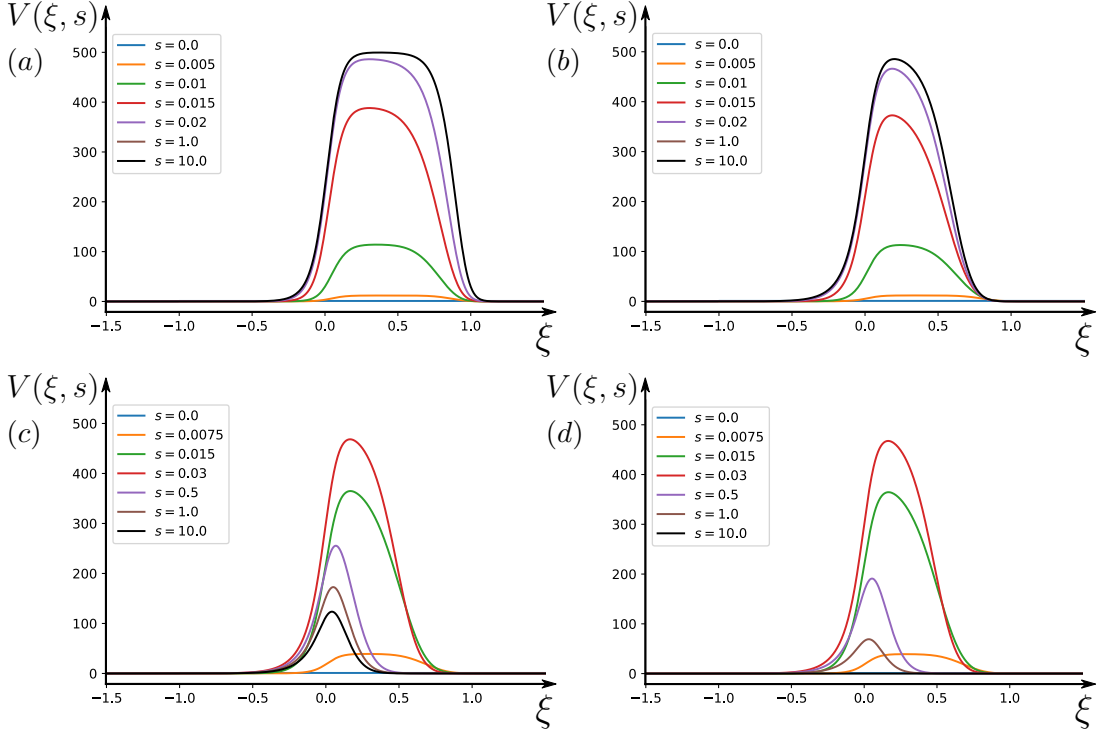 V(ξ, s)
(a)
s = 0.0
s = 0.005
s = 0.01
s = 0.015
s = 0.02
s = 1.0
s = 10.0
500
400
300
200
100
0
−1.5 −1.0 −0.5 0.0 0.5 1.0
ξ
V(ξ, s)
(b)
s = 0.0
s = 0.005
s = 0.01
s = 0.015
s = 0.02
s = 1.0
s = 10.0
500
400
300
200
100
0
−1.5 −1.0 −0.5 0.0 0.5 1.0
ξ
V(ξ, s)
(c)
s = 0.0
s = 0.0075
s = 0.015
s = 0.03
s = 0.5
s = 1.0
s = 10.0
500
400
300
200
100
0
−1.5 −1.0 −0.5 0.0 0.5 1.0
ξ
V(ξ, s)
(d)
s = 0.0
s = 0.0075
s = 0.015
s = 0.03
s = 0.5
s = 1.0
s = 10.0
500
400
300
200
100
0
−1.5 −1.0 −0.5 0.0 0.5 1.0
ξ